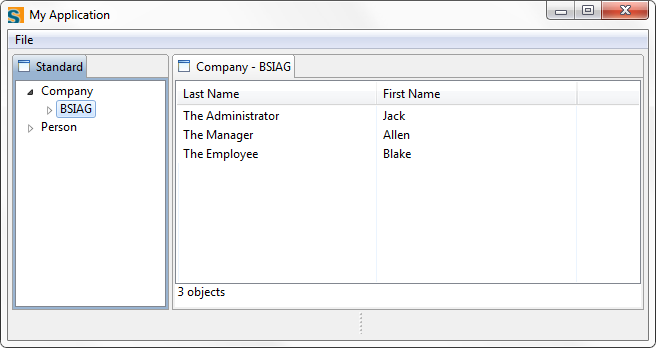 My Application
File
Standard
Company
BSIAG
Person
Company - BSIAG
Last Name First Name
The Administrator Jack
The Manager Allen
The Employee Blake
3 objects